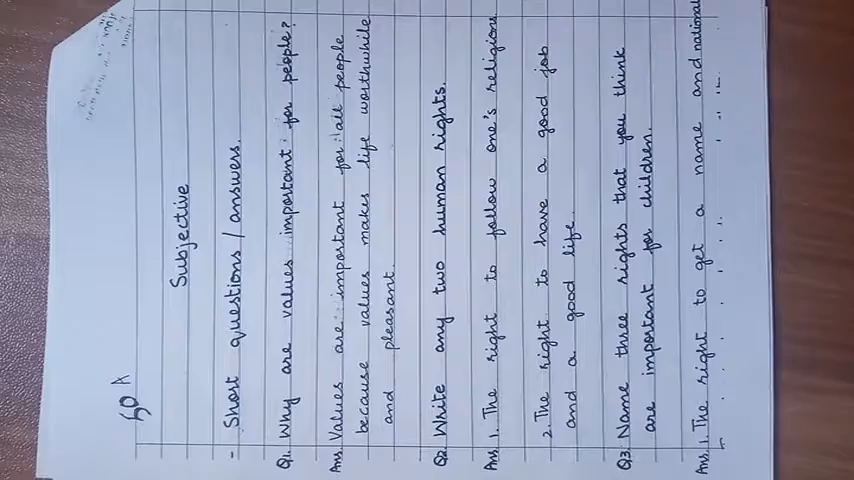 50 A
Subjective
- Short questions / answers.
Q1. Why are values important for people?
Ans. Values are important for all people
because values makes life worthwhile
and pleasant.
Q2. Write any two human rights.
Ans 1. The right to follow one's religions
2. The right to have a good job
and a good life.
Q3. Name three rights that you think
are important for children.
Ans. 1. The right to get a name and national